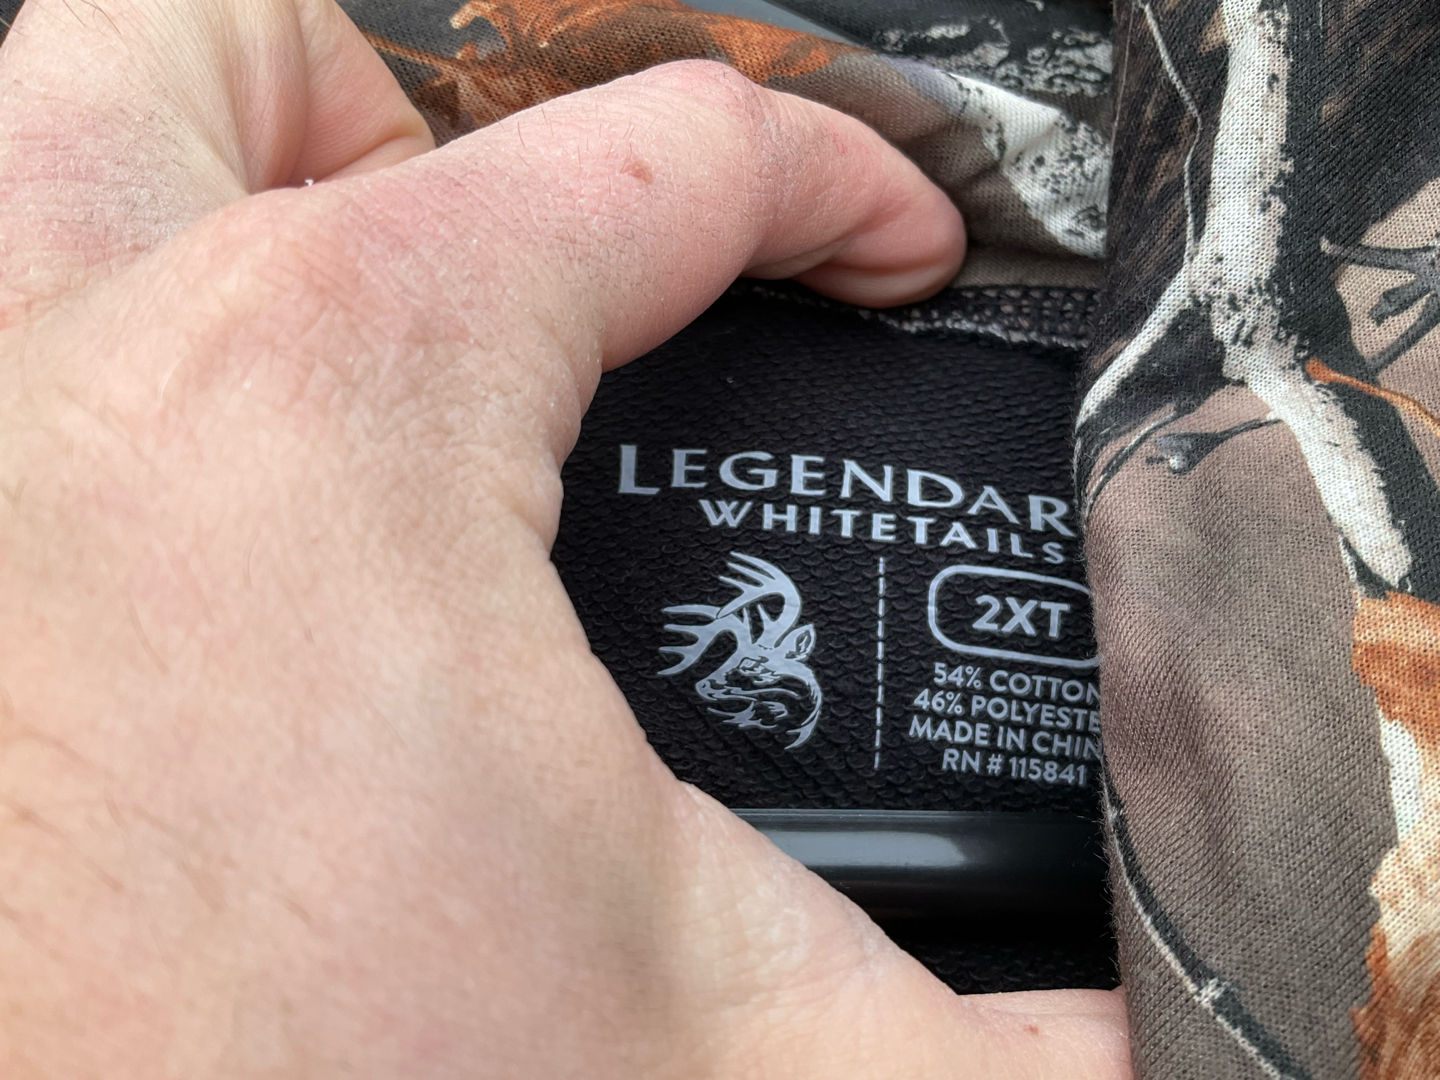 LEGENDAR
WHITETAILS
2XT
54% COTTON
46% POLYESTE
MADE IN CHIN
RN # 115841